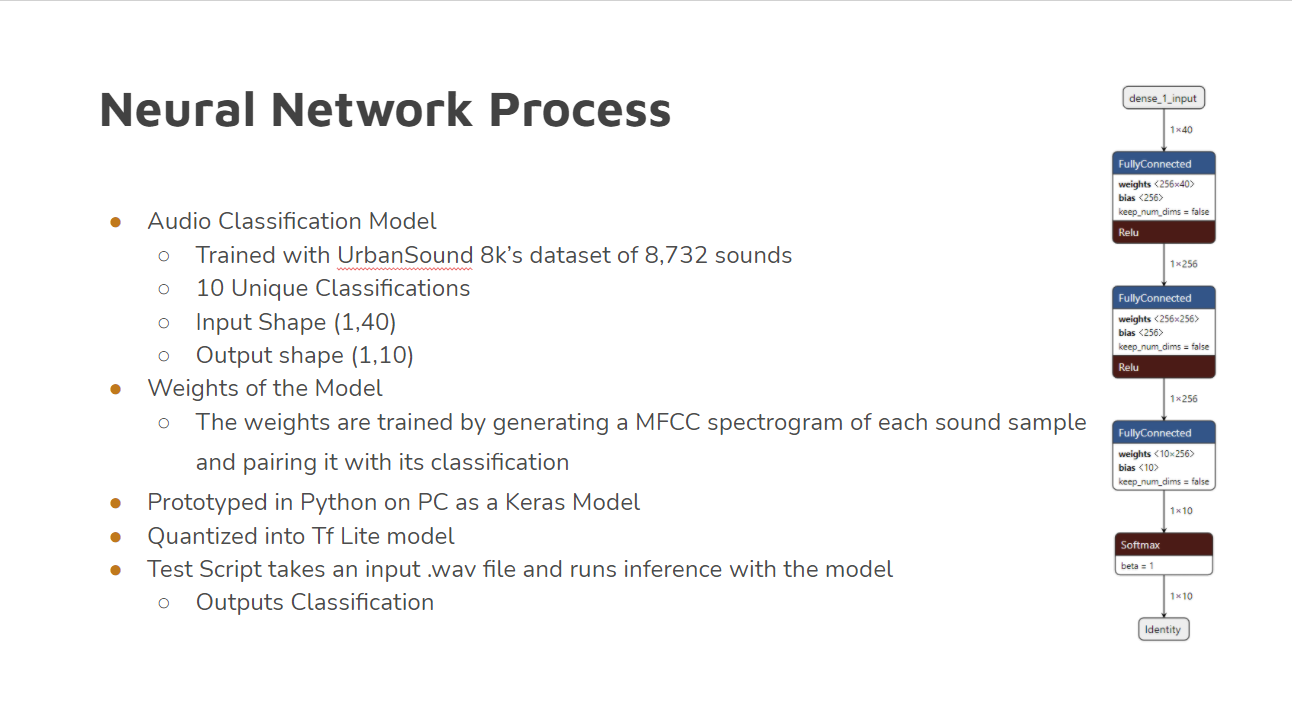 Neural Network Process
● Audio Classification Model
○ Trained with UrbanSound 8k’s dataset of 8,732 sounds
○ 10 Unique Classifications
○ Input Shape (1,40)
○ Output shape (1,10)
● Weights of the Model
○ The weights are trained by generating a MFCC spectrogram of each sound sample
and pairing it with its classification
● Prototyped in Python on PC as a Keras Model
● Quantized into Tf Lite model
● Test Script takes an input .wav file and runs inference with the model
○ Outputs Classification
dense_1_input
1×40
FullyConnected
weights ⟨256×40⟩
bias ⟨256⟩
keep_num_dims = false
Relu
1×256
FullyConnected
weights ⟨256×256⟩
bias ⟨256⟩
keep_num_dims = false
Relu
1×256
FullyConnected
weights ⟨10×256⟩
bias ⟨10⟩
keep_num_dims = false
1×10
Softmax
beta = 1
1×10
Identity